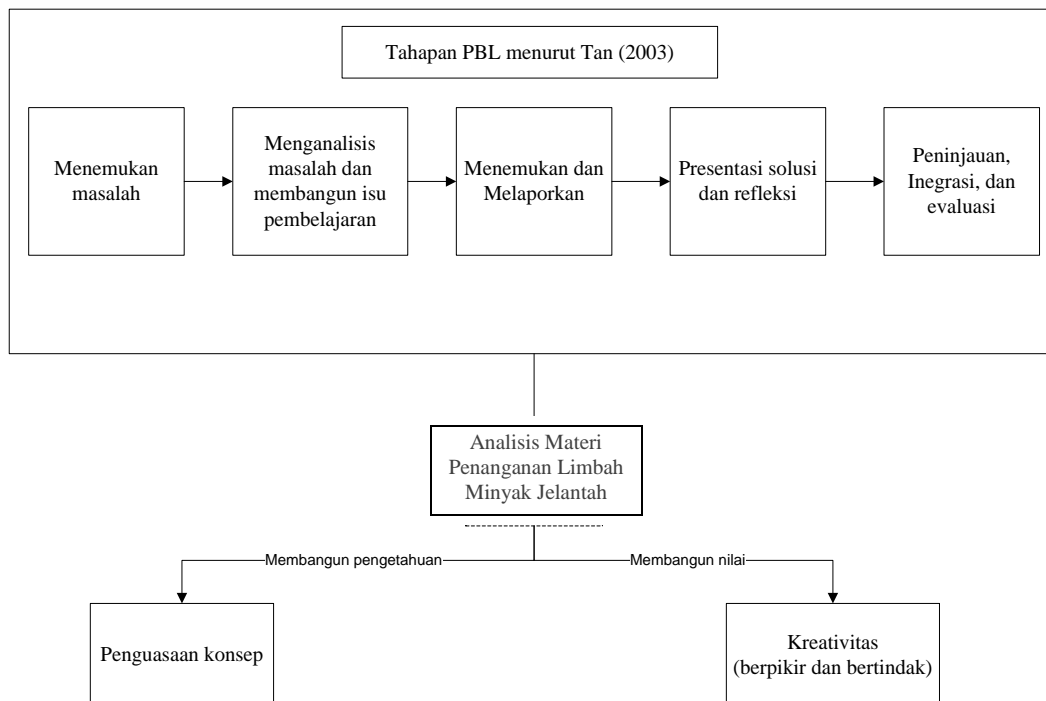 Tahapan PBL menurut Tan (2003)
Menemukan
masalah
Menganalisis
masalah dan
membangun isu
pembelajaran
Menemukan dan
Melaporkan
Presentasi solusi
dan refleksi
Peninjauan,
Inegrasi, dan
evaluasi
Analisis Materi
Penanganan Limbah
Minyak Jelantah
Membangun pengetahuan
Membangun nilai
Penguasaan konsep
Kreativitas
(berpikir dan bertindak)